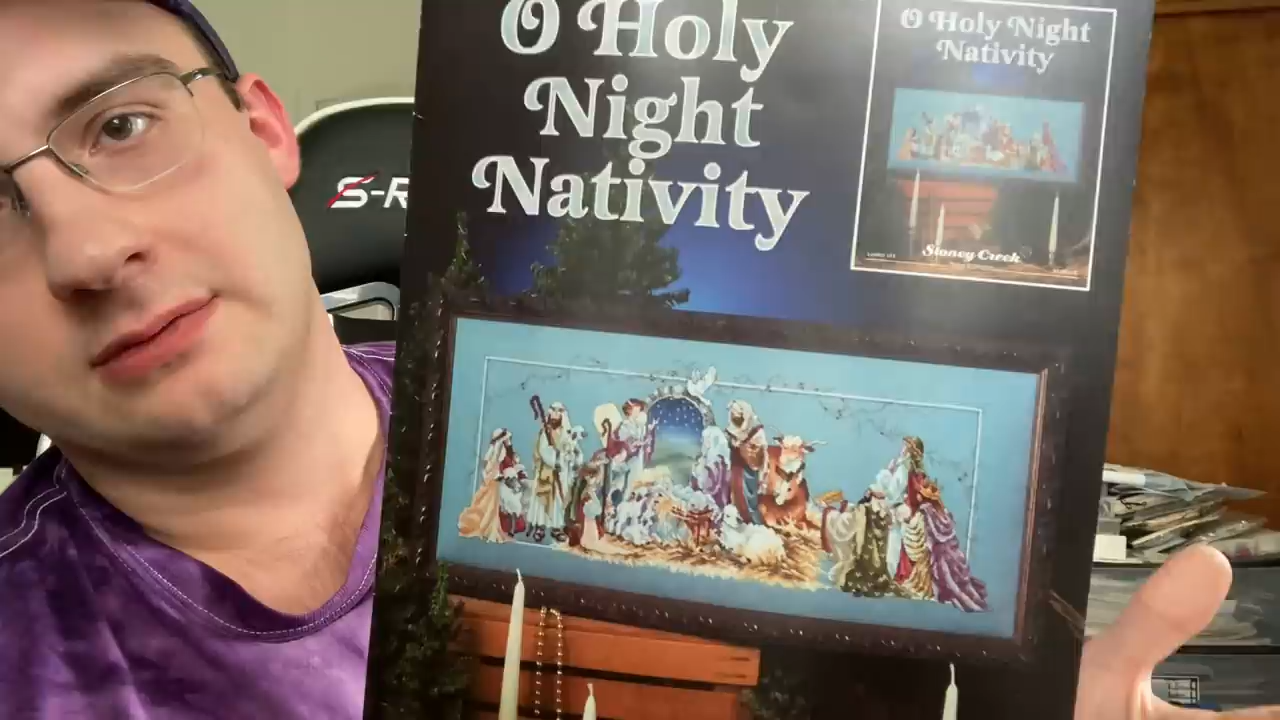 O Holy
Night
Nativity
O Holy Night
Nativity
Stoney Creek
S-R